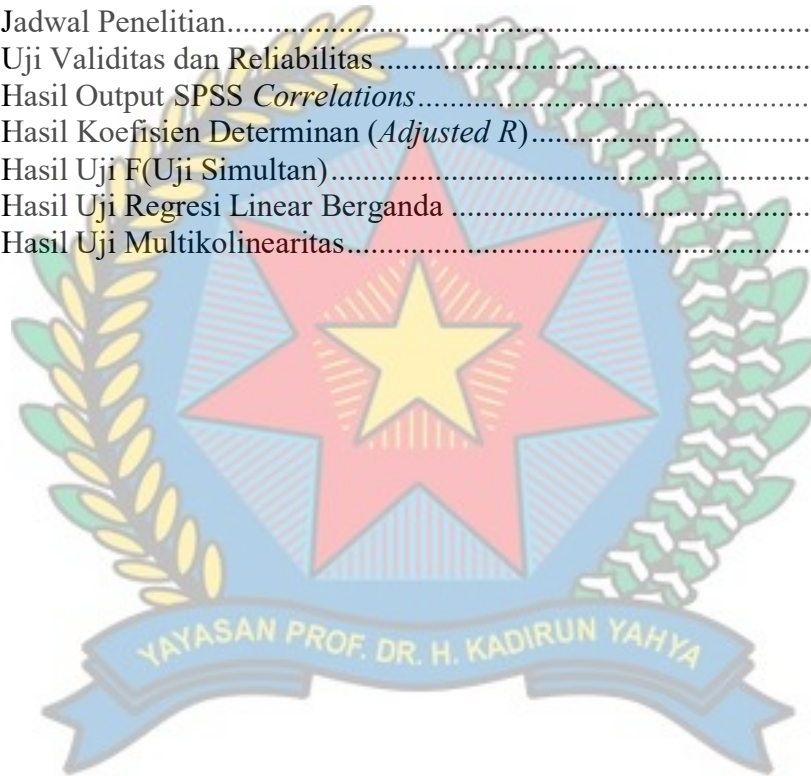 Jadwal Penelitian......................................................................
Uji Validitas dan Reliabilitas....................................................
Hasil Output SPSS Correlations...............................................
Hasil Koefisien Determinan (Adjusted R)................................
Hasil Uji F(Uji Simultan).........................................................
Hasil Uji Regresi Linear Berganda ..........................................
Hasil Uji Multikolinearitas.......................................................
YAYASAN PROF. DR. H. KADIRUN YAHYA